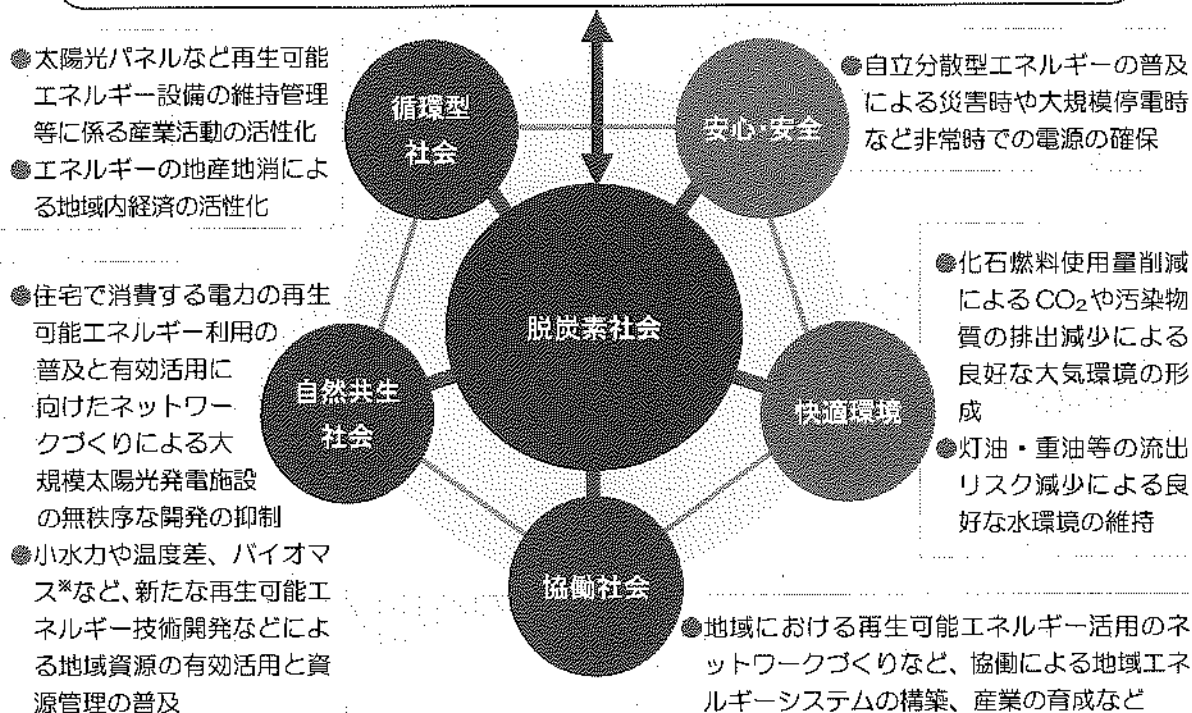 ●太陽光パネルなど再生可能
エネルギー設備の維持管理
等に係る産業活動の活性化
●エネルギーの地産地消によ
る地域内経済の活性化
循環型
社会
安心・安全
●自立分散型エネルギーの普及
による災害時や大規模停電時
など非常時での電源の確保
●住宅で消費する電力の再生
可能エネルギー利用の
普及と有効活用に
向けたネットワー
クづくりによる大
規模太陽光発電施設
の無秩序な開発の抑制
●小水力や温度差、バイオマ
ス※など、新たな再生可能エ
ネルギー技術開発などによ
る地域資源の有効活用と資
源管理の普及
自然共生
社会
脱炭素社会
快適環境
●化石燃料使用量削減
によるCO₂や汚染物
質の排出減少による
良好な大気環境の形
成
●灯油・重油等の流出
リスク減少による良
好な水環境の維持
協働社会
●地域における再生可能エネルギー活用のネ
ットワークづくりなど、協働による地域エネ
ルギーシステムの構築、産業の育成など